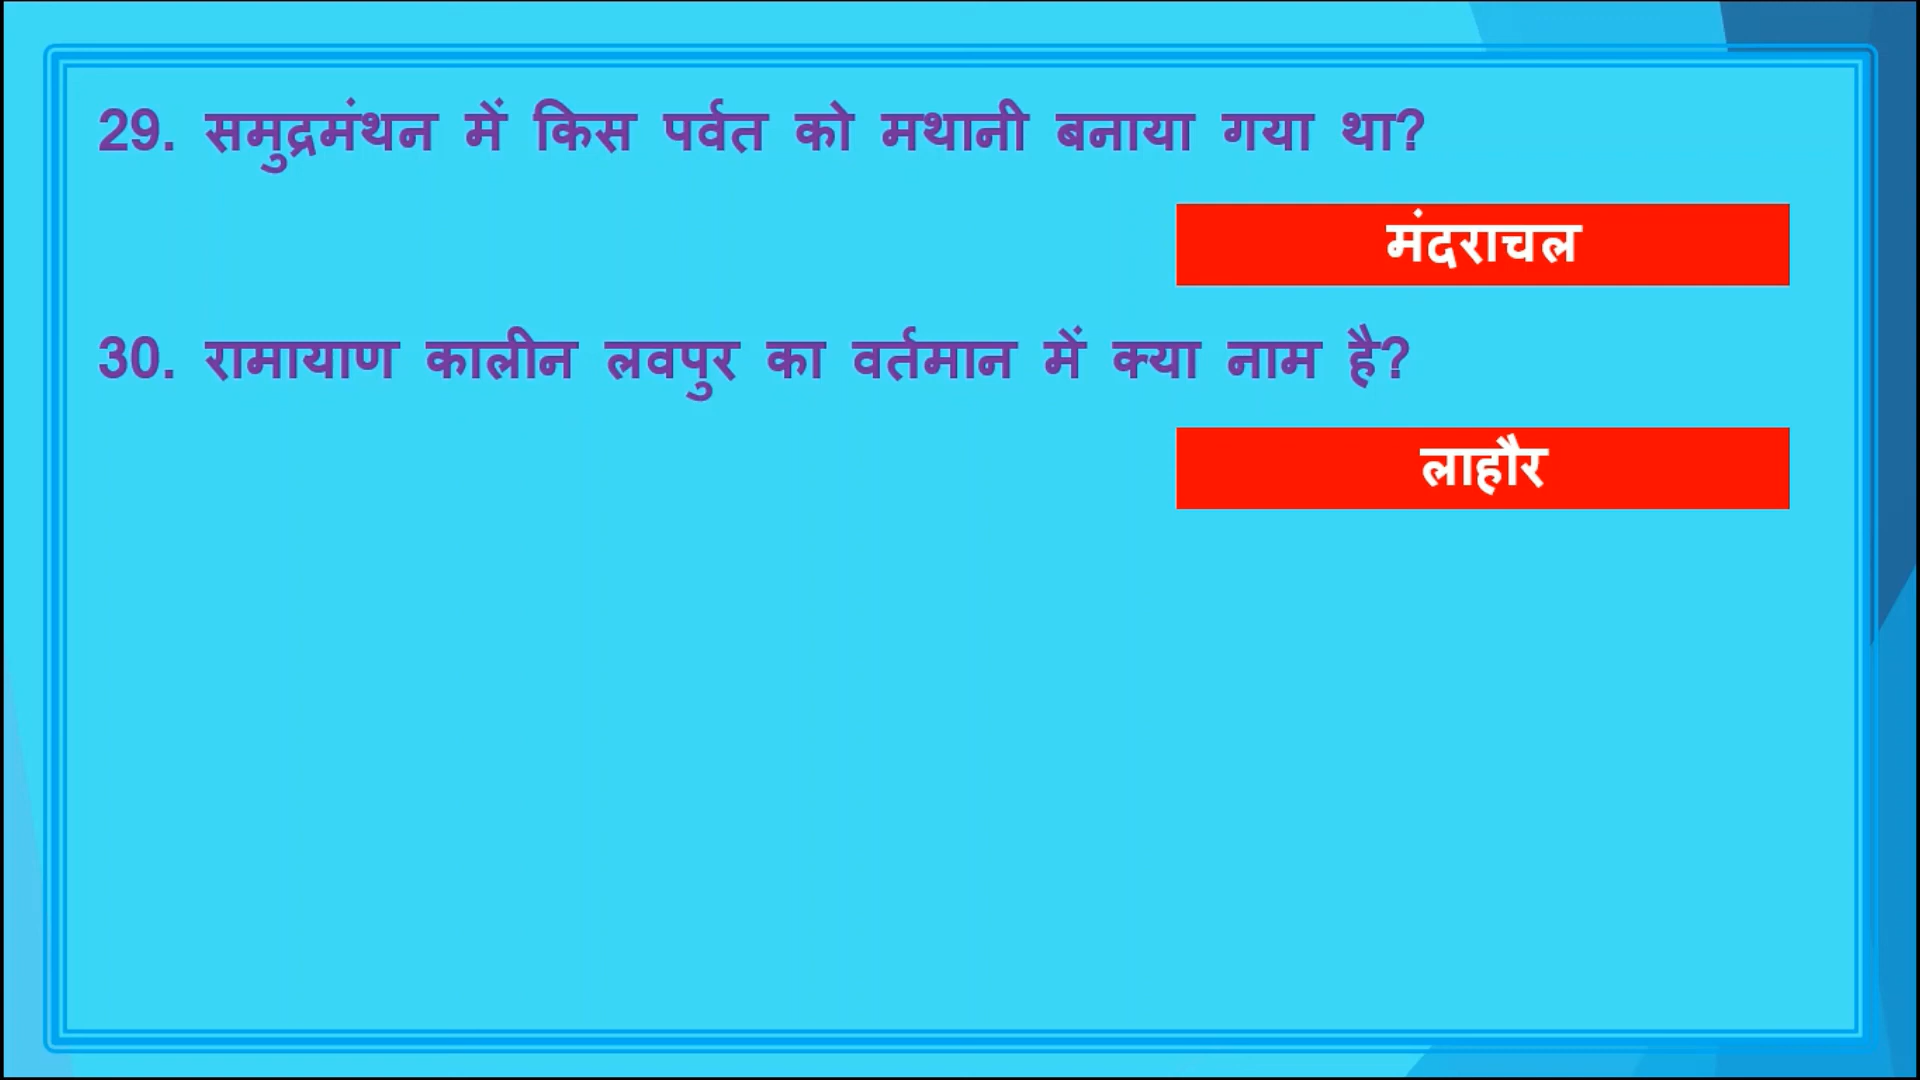 29. समुद्रमंथन में किस पर्वत को मथानी बनाया गया था?
मंदराचल
30. रामायाण कालीन लवपुर का वर्तमान में क्या नाम है?
लाहौर